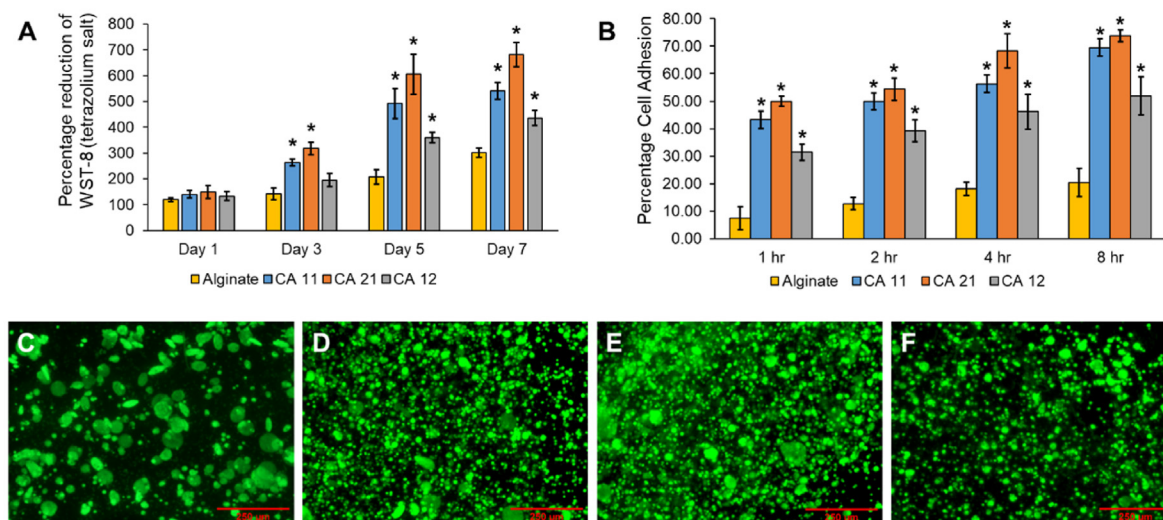 A
Percentage reduction of
WST-8 (tetrazolium salt)
800
700
600
500
400
300
200
100
0
* * * * * * * *
Day 1 Day 3 Day 5 Day 7
Alginate CA 11 CA 21 CA 12
B
Percentage Cell Adhesion
80.00
70.00
60.00
50.00
40.00
30.00
20.00
10.00
0.00
* * * * * * * * * * * *
1 hr 2 hr 4 hr 8 hr
Alginate CA 11 CA 21 CA 12
C D E F
250 µm